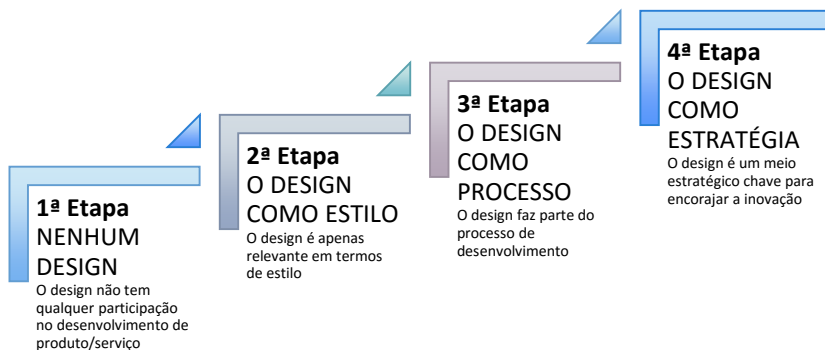 1ª Etapa
NENHUM
DESIGN
O design não tem
qualquer participação
no desenvolvimento de
produto/serviço
2ª Etapa
O DESIGN
COMO ESTILO
O design é apenas
relevante em termos
de estilo
3ª Etapa
O DESIGN
COMO
PROCESSO
O design faz parte do
processo de
desenvolvimento
4ª Etapa
O DESIGN
COMO
ESTRATÉGIA
O design é um meio
estratégico chave para
encorajar a inovação